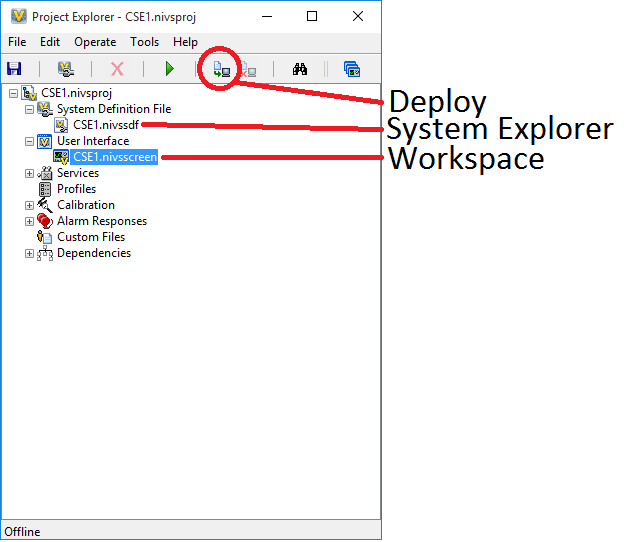 Project Explorer - CSE1.nivsproj
File Edit Operate Tools Help
CSE1.nivsproj
System Definition File
CSE1.nivssdf
User Interface
CSE1.nivsscreen
Services
Profiles
Calibration
Alarm Responses
Custom Files
Dependencies
Offline
Deploy
System Explorer
Workspace